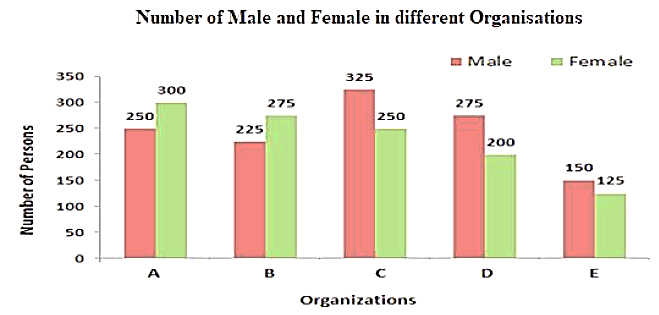 Number of Male and Female in different Organisations
Male Female
Number of Persons
350
300
250
200
150
100
50
0
250 300
225 275
325 250
275 200
150 125
A B C D E
Organizations